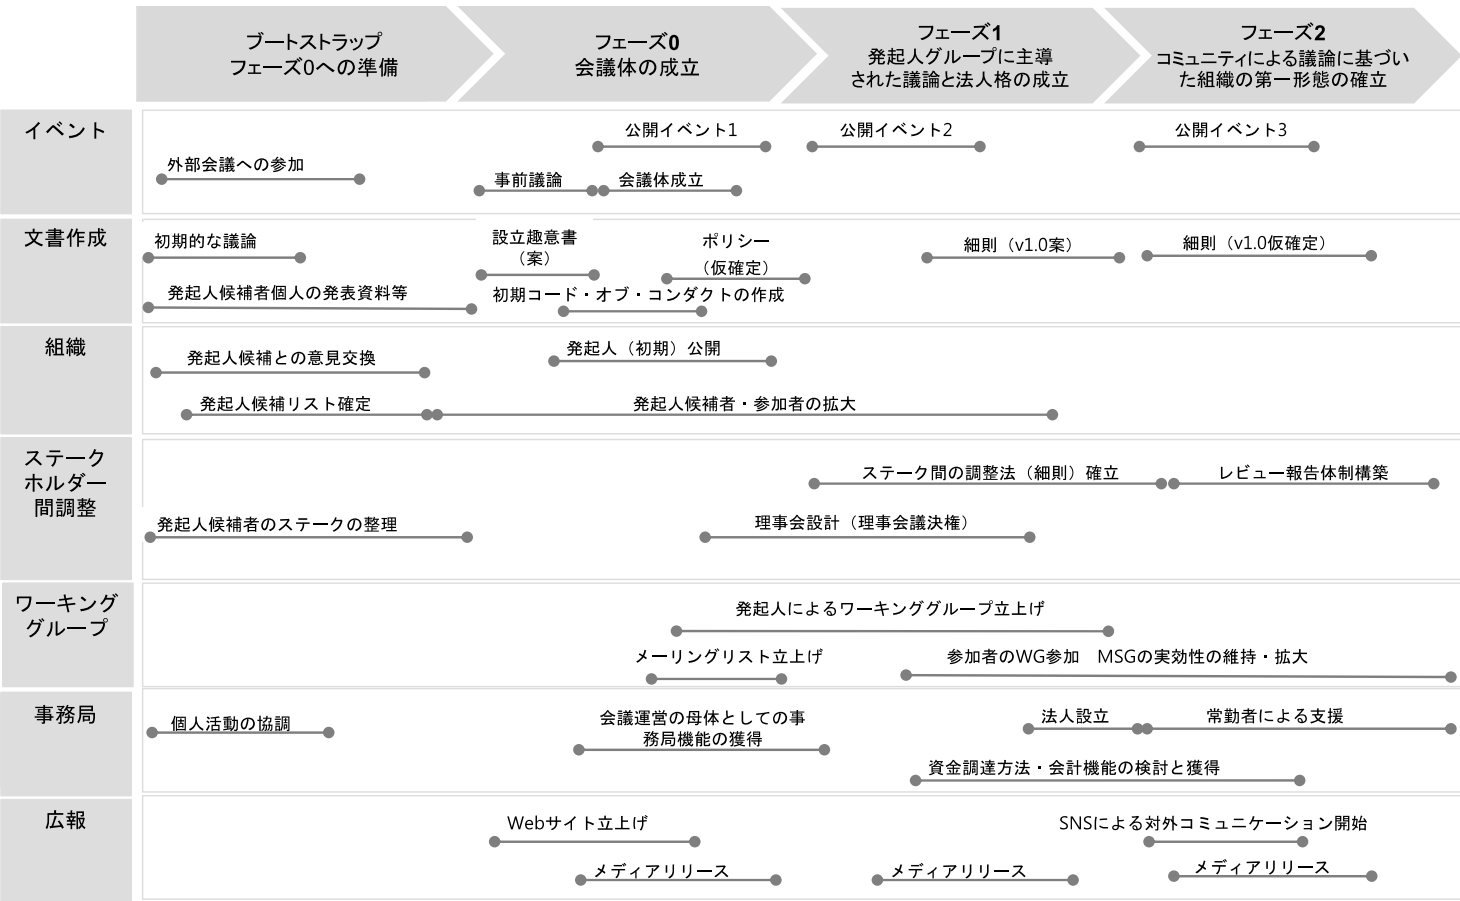 ブートストラップ
フェーズ0への準備
フェーズ0
会議体の成立
フェーズ1
発起人グループに主導
された議論と法人格の成立
フェーズ2
コミュニティによる議論に基づい
た組織の第一形態の確立
イベント
公開イベント1
公開イベント2
公開イベント3
外部会議への参加
事前議論
会議体成立
文書作成
初期的な議論
設立趣意書
（案）
ポリシー
（仮確定）
細則（v1.0案）
細則（v1.0仮確定）
発起人候補者個人の発表資料等
初期コード・オブ・コンダクトの作成
組織
発起人候補との意見交換
発起人（初期）公開
発起人候補リスト確定
発起人候補者・参加者の拡大
ステーク
ホルダー
間調整
ステーク間の調整法（細則）確立
レビュー報告体制構築
発起人候補者のステークの整理
理事会設計（理事会議決権）
ワーキング
グループ
発起人によるワーキンググループ立上げ
メーリングリスト立上げ
参加者のWG参加　MSGの実効性の維持・拡大
事務局
個人活動の協調
会議運営の母体としての事
務局機能の獲得
法人設立
常勤者による支援
資金調達方法・会計機能の検討と獲得
広報
Webサイト立上げ
SNSによる対外コミュニケーション開始
メディアリリース
メディアリリース
メディアリリース